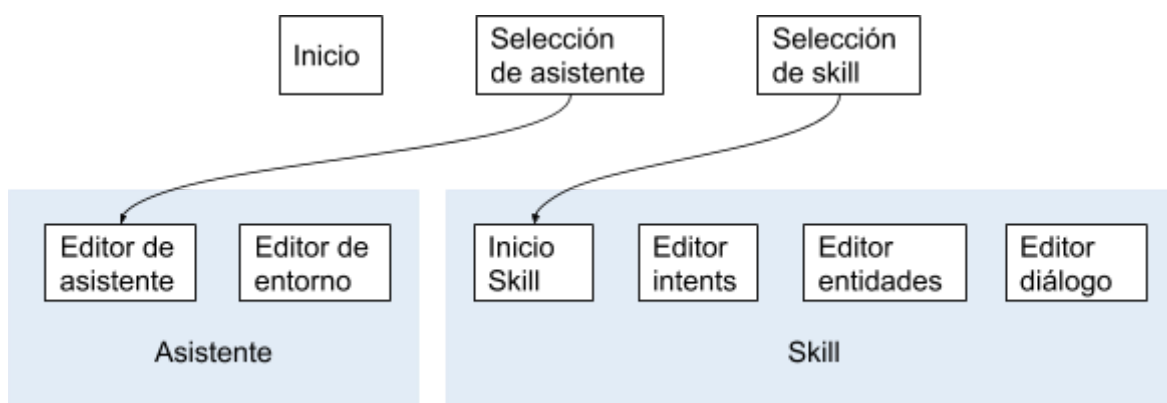 Inicio
Selección
de asistente
Selección
de skill
Editor de
asistente
Editor de
entorno
Inicio
Skill
Editor
intents
Editor
entidades
Editor
diálogo
Asistente
Skill